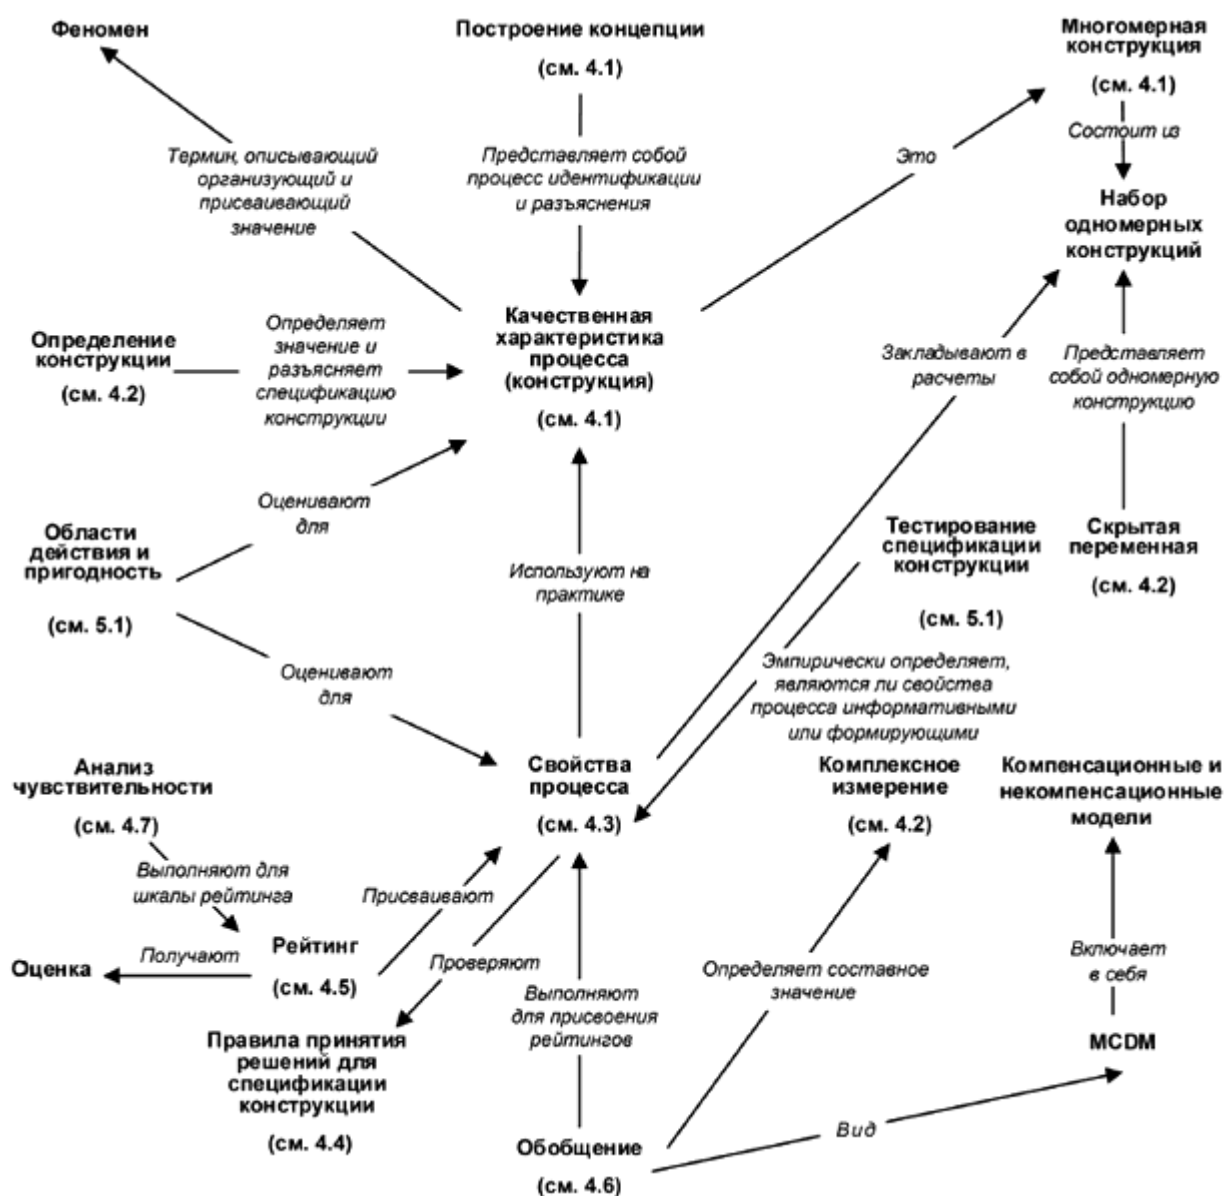 Феномен
Построение концепции
(см. 4.1)
Многомерная
конструкция
(см. 4.1)
Состоит из
Термин, описывающий
организующий и
присваивающий
значение
Представляет собой
процесс идентификации
и разъяснения
Это
Набор
одномерных
конструкций
Определение
конструкции
(см. 4.2)
Определяет
значение и
разъясняет
спецификацию
конструкции
Качественная
характеристика
процесса
(конструкция)
(см. 4.1)
Закладывают в
расчеты
Представляет
собой одномерную
конструкцию
Оценивают
для
Области
действия и
пригодность
(см. 5.1)
Используют на
практике
Тестирование
спецификации
конструкции
(см. 5.1)
Скрытая
переменная
(см. 4.2)
Оценивают
для
Эмпирически определяет,
являются ли свойства
процесса информативными
или формирующими
Анализ
чувствительности
(см. 4.7)
Свойства
процесса
(см. 4.3)
Комплексное
измерение
(см. 4.2)
Компенсационные и
некомпенсационные
модели
Выполняют для
шкалы рейтинга
Присваивают
Оценка
Получают
Рейтинг
(см. 4.5)
Проверяют
Выполняют
для присвоения
рейтингов
Определяет составное
значение
Включает
в себя
Правила принятия
решений для
спецификации
конструкции
(см. 4.4)
MCDM
Обобщение
(см. 4.6)
Вид